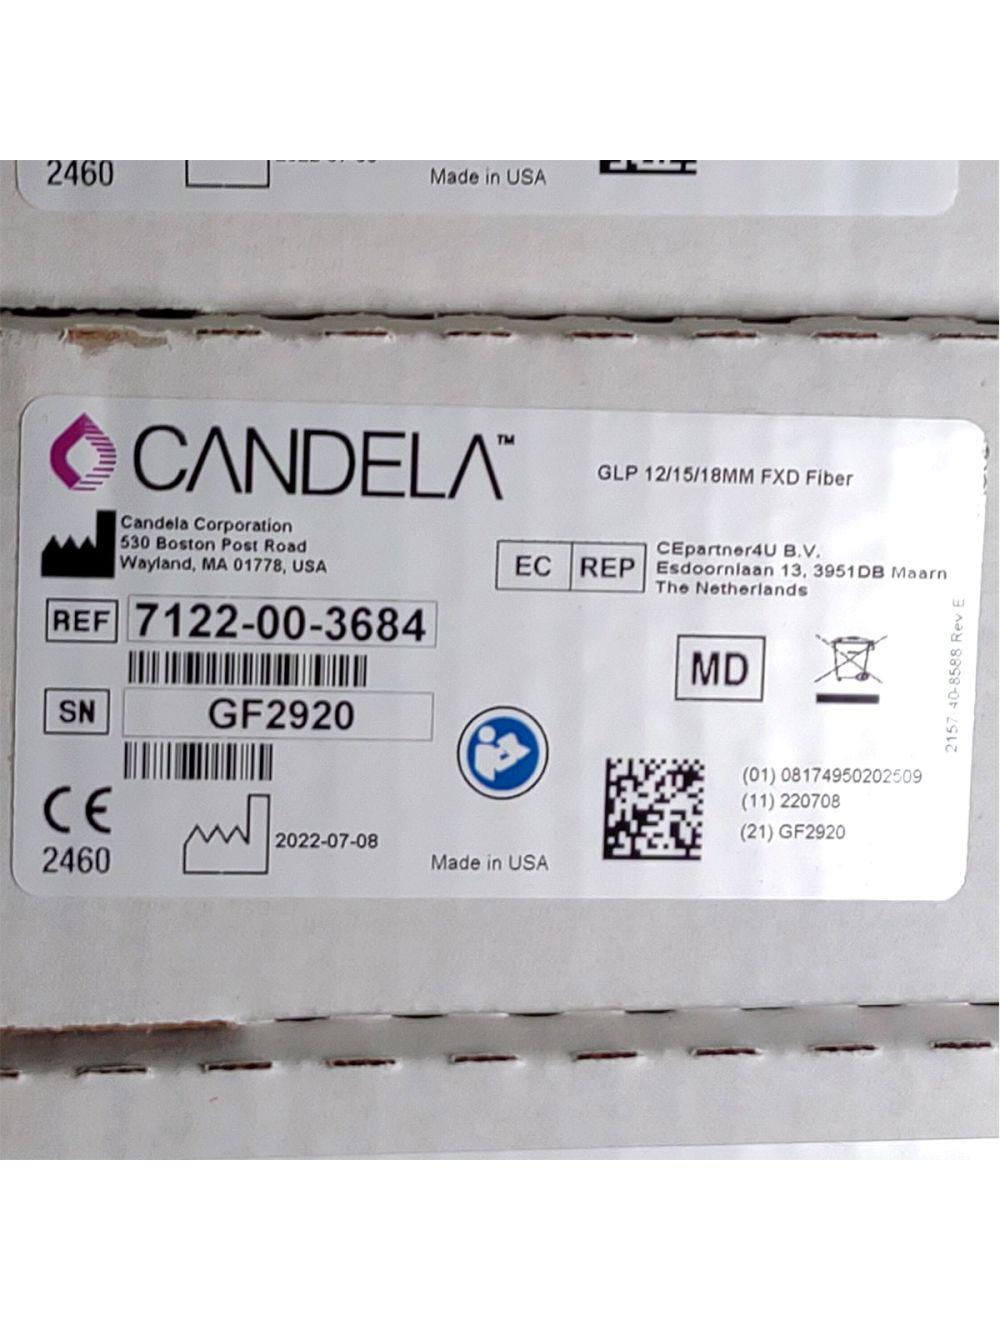 2460
Made in USA
CANDELA™
GLP 12/15/18MM FXD Fiber
Candela Corporation
530 Boston Post Road
Wayland, MA 01778, USA
EC REP
CEpartner4U B.V.
Esdoornlaan 13, 3951DB Maarn
The Netherlands
REF 7122-00-3684
MD
SN GF2920
2157 40-8588 Rev E
CE
2460
2022-07-08
Made in USA
(01) 08174950202509
(11) 220708
(21) GF2920